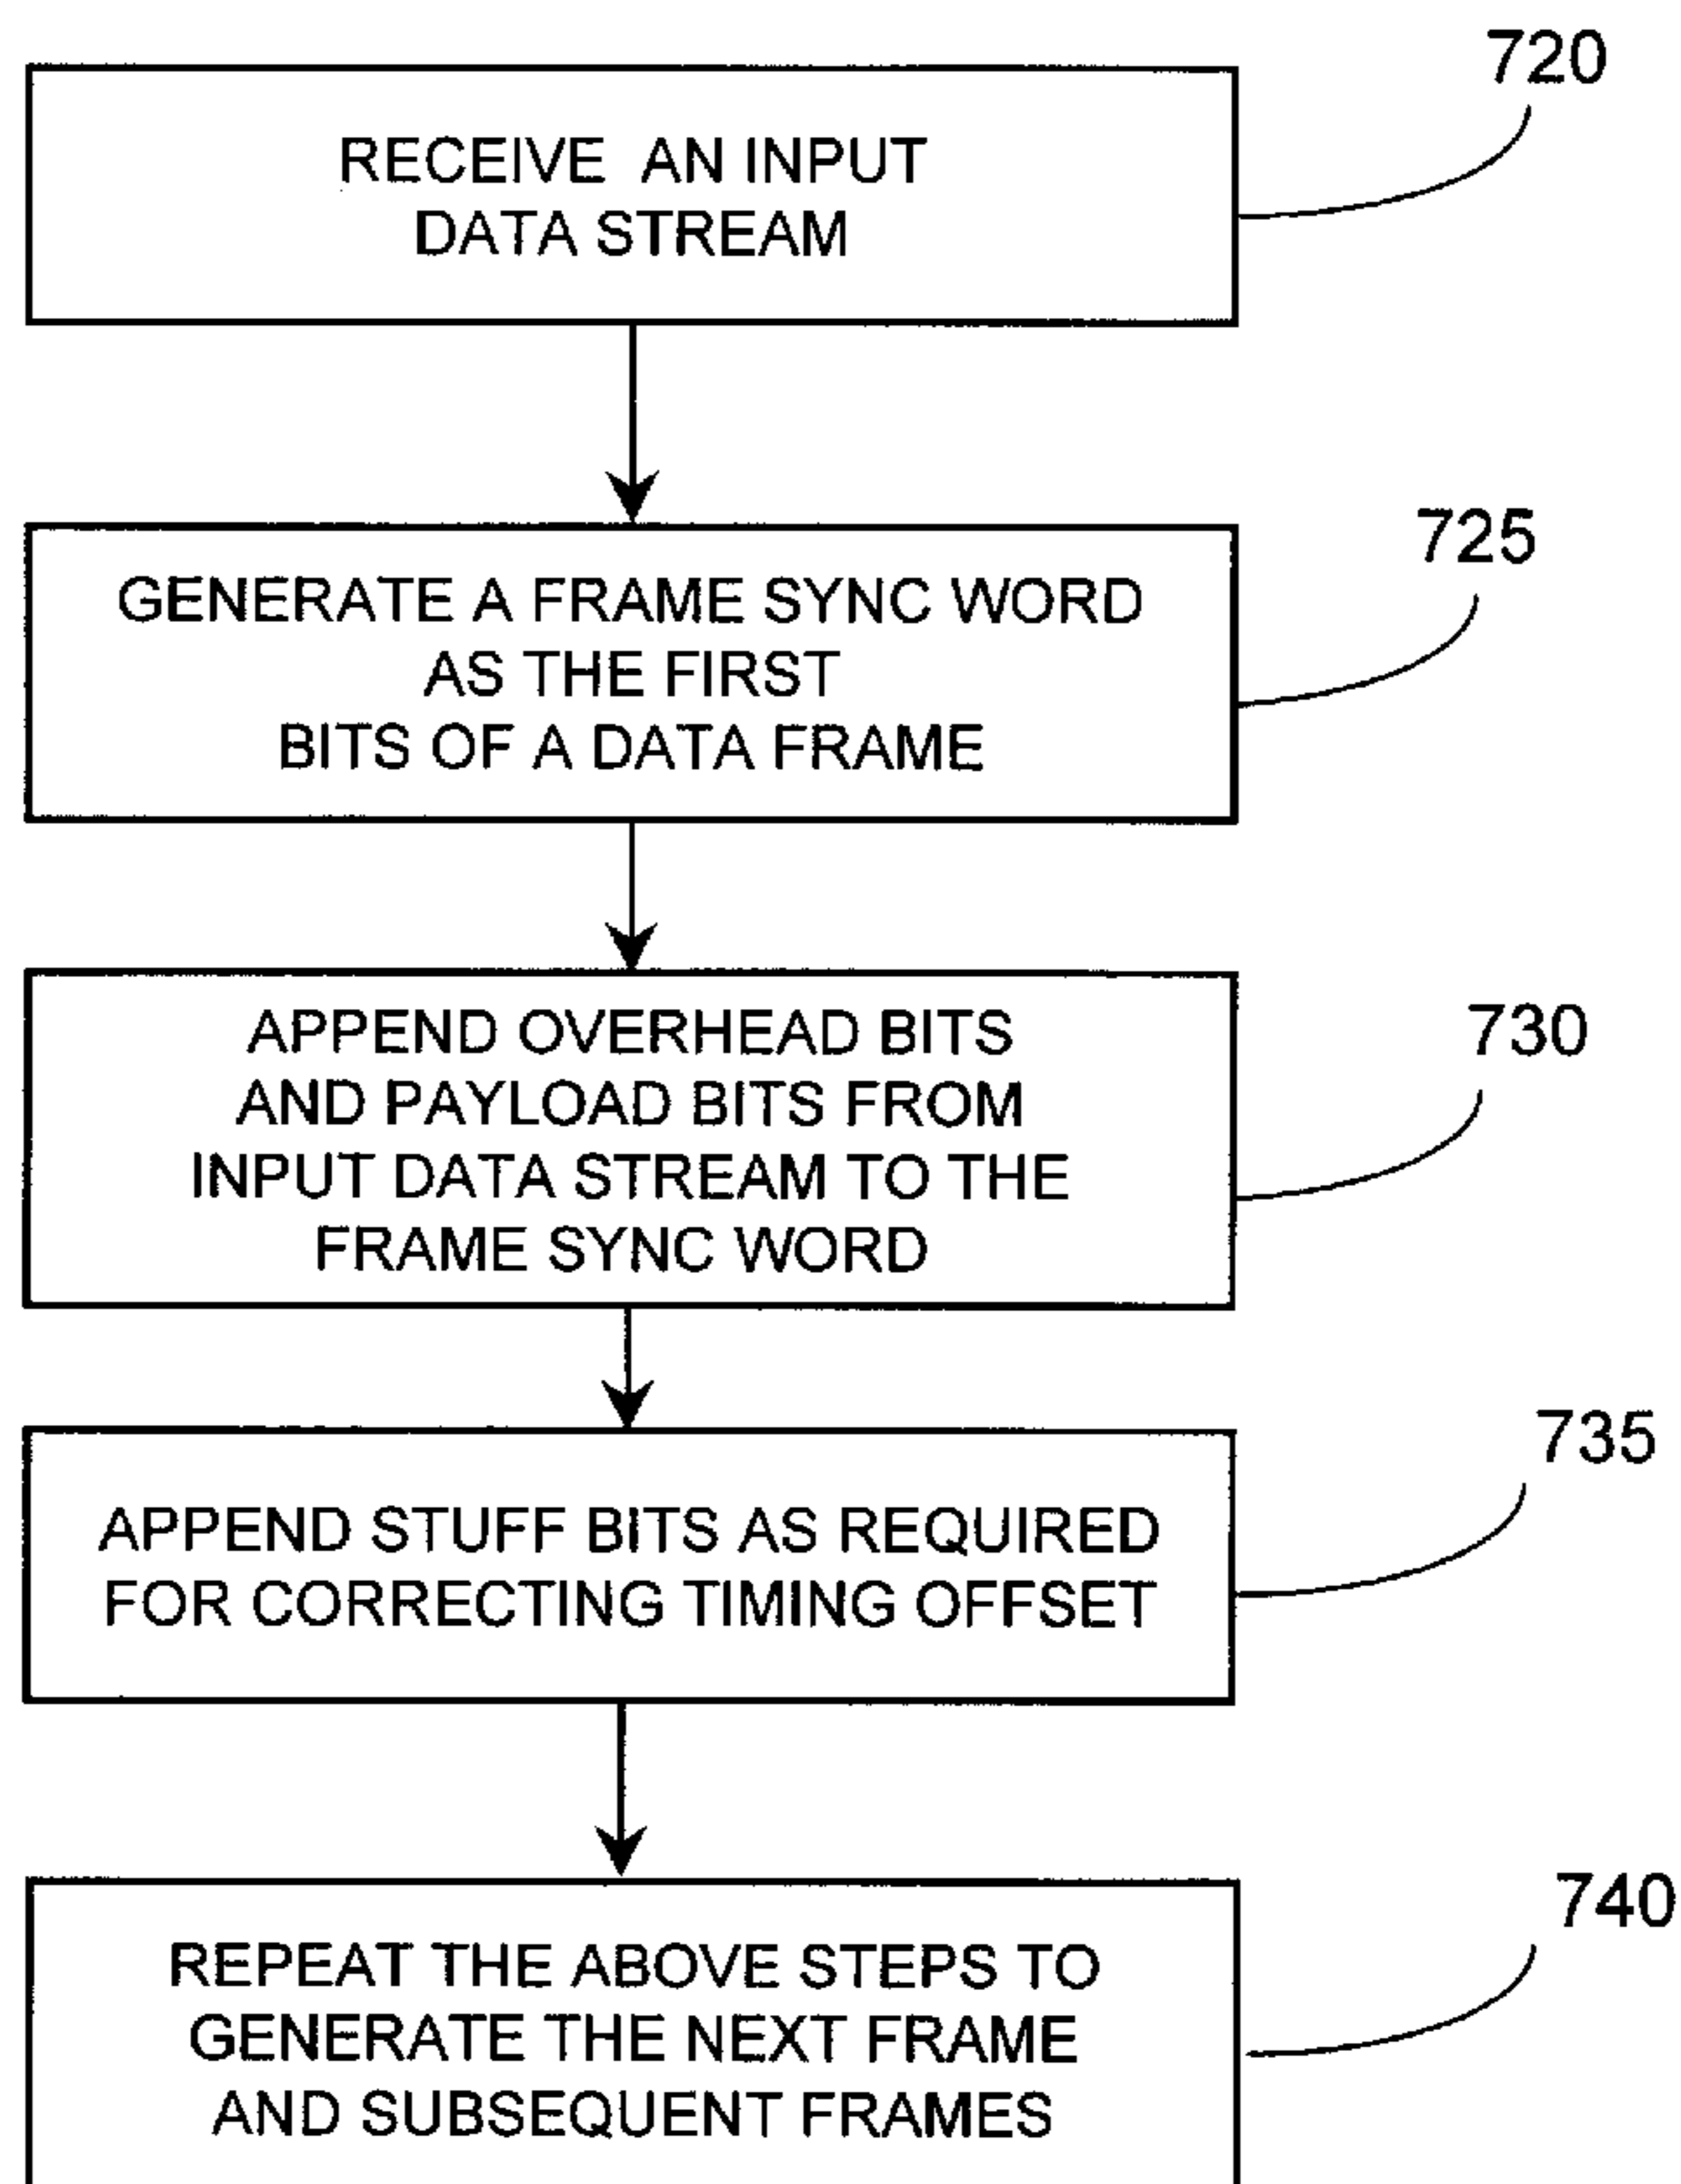 720
RECEIVE AN INPUT
DATA STREAM
725
GENERATE A FRAME SYNC WORD
AS THE FIRST
BITS OF A DATA FRAME
730
APPEND OVERHEAD BITS
AND PAYLOAD BITS FROM
INPUT DATA STREAM TO THE
FRAME SYNC WORD
735
APPEND STUFF BITS AS REQUIRED
FOR CORRECTING TIMING OFFSET
740
REPEAT THE ABOVE STEPS TO
GENERATE THE NEXT FRAME
AND SUBSEQUENT FRAMES